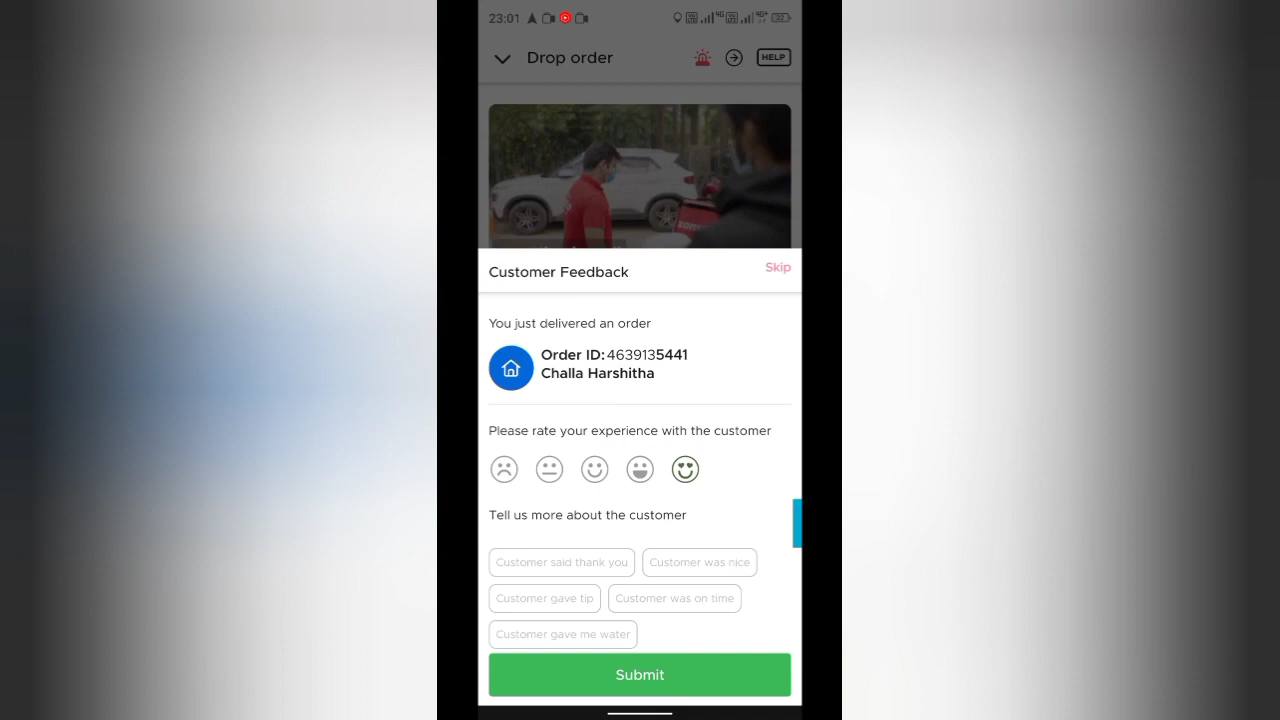 23:01
Drop order
HELP
Customer Feedback
Skip
You just delivered an order
Order ID: 4639135441
Challa Harshitha
Please rate your experience with the customer
Tell us more about the customer
Customer said thank you
Customer was nice
Customer gave tip
Customer was on time
Customer gave me water
Submit